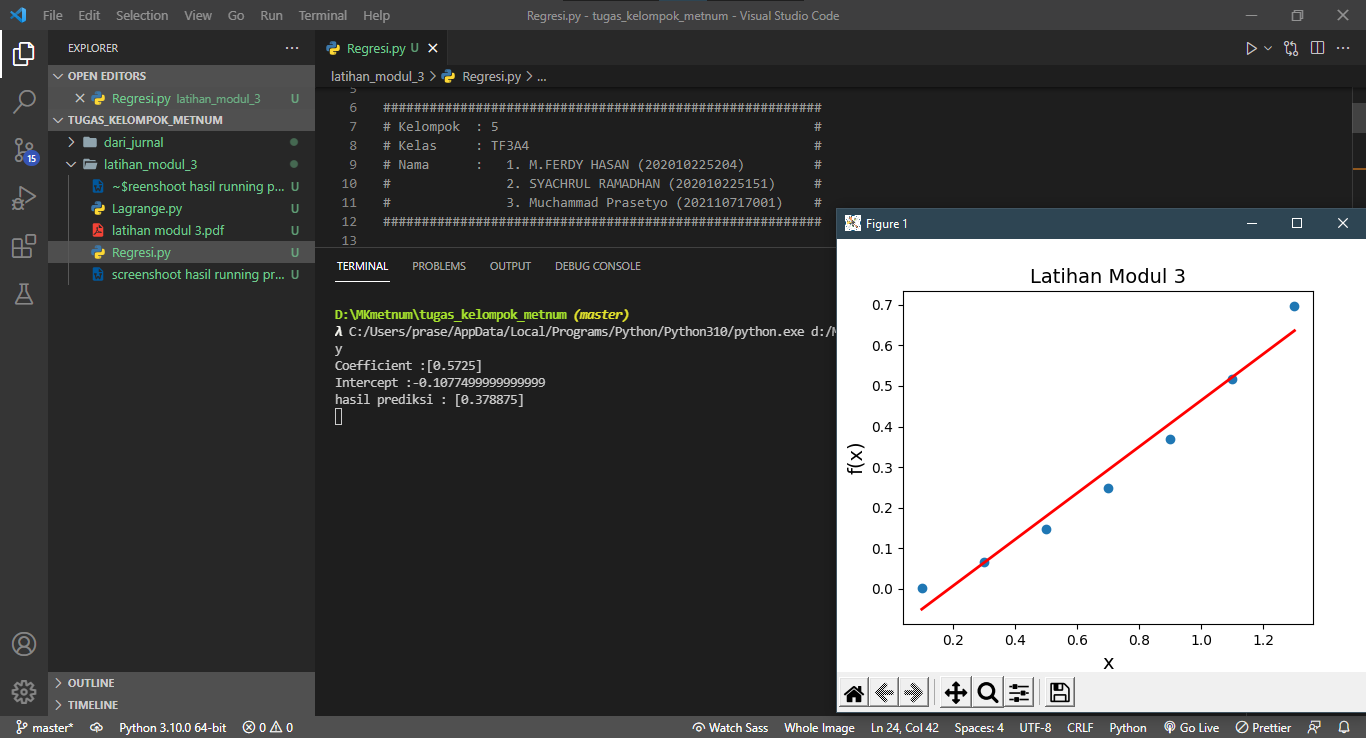 File Edit Selection View Go Run Terminal Help
Regresi.py - tugas_kelompok_metnum - Visual Studio Code
EXPLORER
OPEN EDITORS
Regresi.py latihan_modul_3 U
TUGAS_KELOMPOK_METNUM
dari_jurnal
latihan_modul_3
~$reenshoot hasil running p... U
Lagrange.py U
latihan modul 3.pdf U
Regresi.py U
screenshoot hasil running pr... U
OUTLINE
TIMELINE
15
Regresi.py U
latihan_modul_3 > Regresi.py > ...
5
6 #########################################################
7 # Kelompok : 5 #
8 # Kelas : TF3A4 #
9 # Nama : 1. M.FERDY HASAN (202010225204) #
10 # 2. SYACHRUL RAMADHAN (202010225151) #
11 # 3. Muchammad Prasetyo (202110717001) #
12 #########################################################
13
TERMINAL PROBLEMS OUTPUT DEBUG CONSOLE
D:\MKmetnum\tugas_kelompok_metnum (master)
λ C:/Users/prase/AppData/Local/Programs/Python/Python310/python.exe d:/M
y
Coefficient :[0.5725]
Intercept :-0.1077499999999999
hasil prediksi : [0.378875]
Figure 1
Latihan Modul 3
0.7
0.6
0.5
0.4
0.3
0.2
0.1
0.0
f(x)
0.2 0.4 0.6 0.8 1.0 1.2
x
master* Python 3.10.0 64-bit 0 0 Watch Sass Whole Image Ln 24, Col 42 Spaces: 4 UTF-8 CRLF Python Go Live Prettier